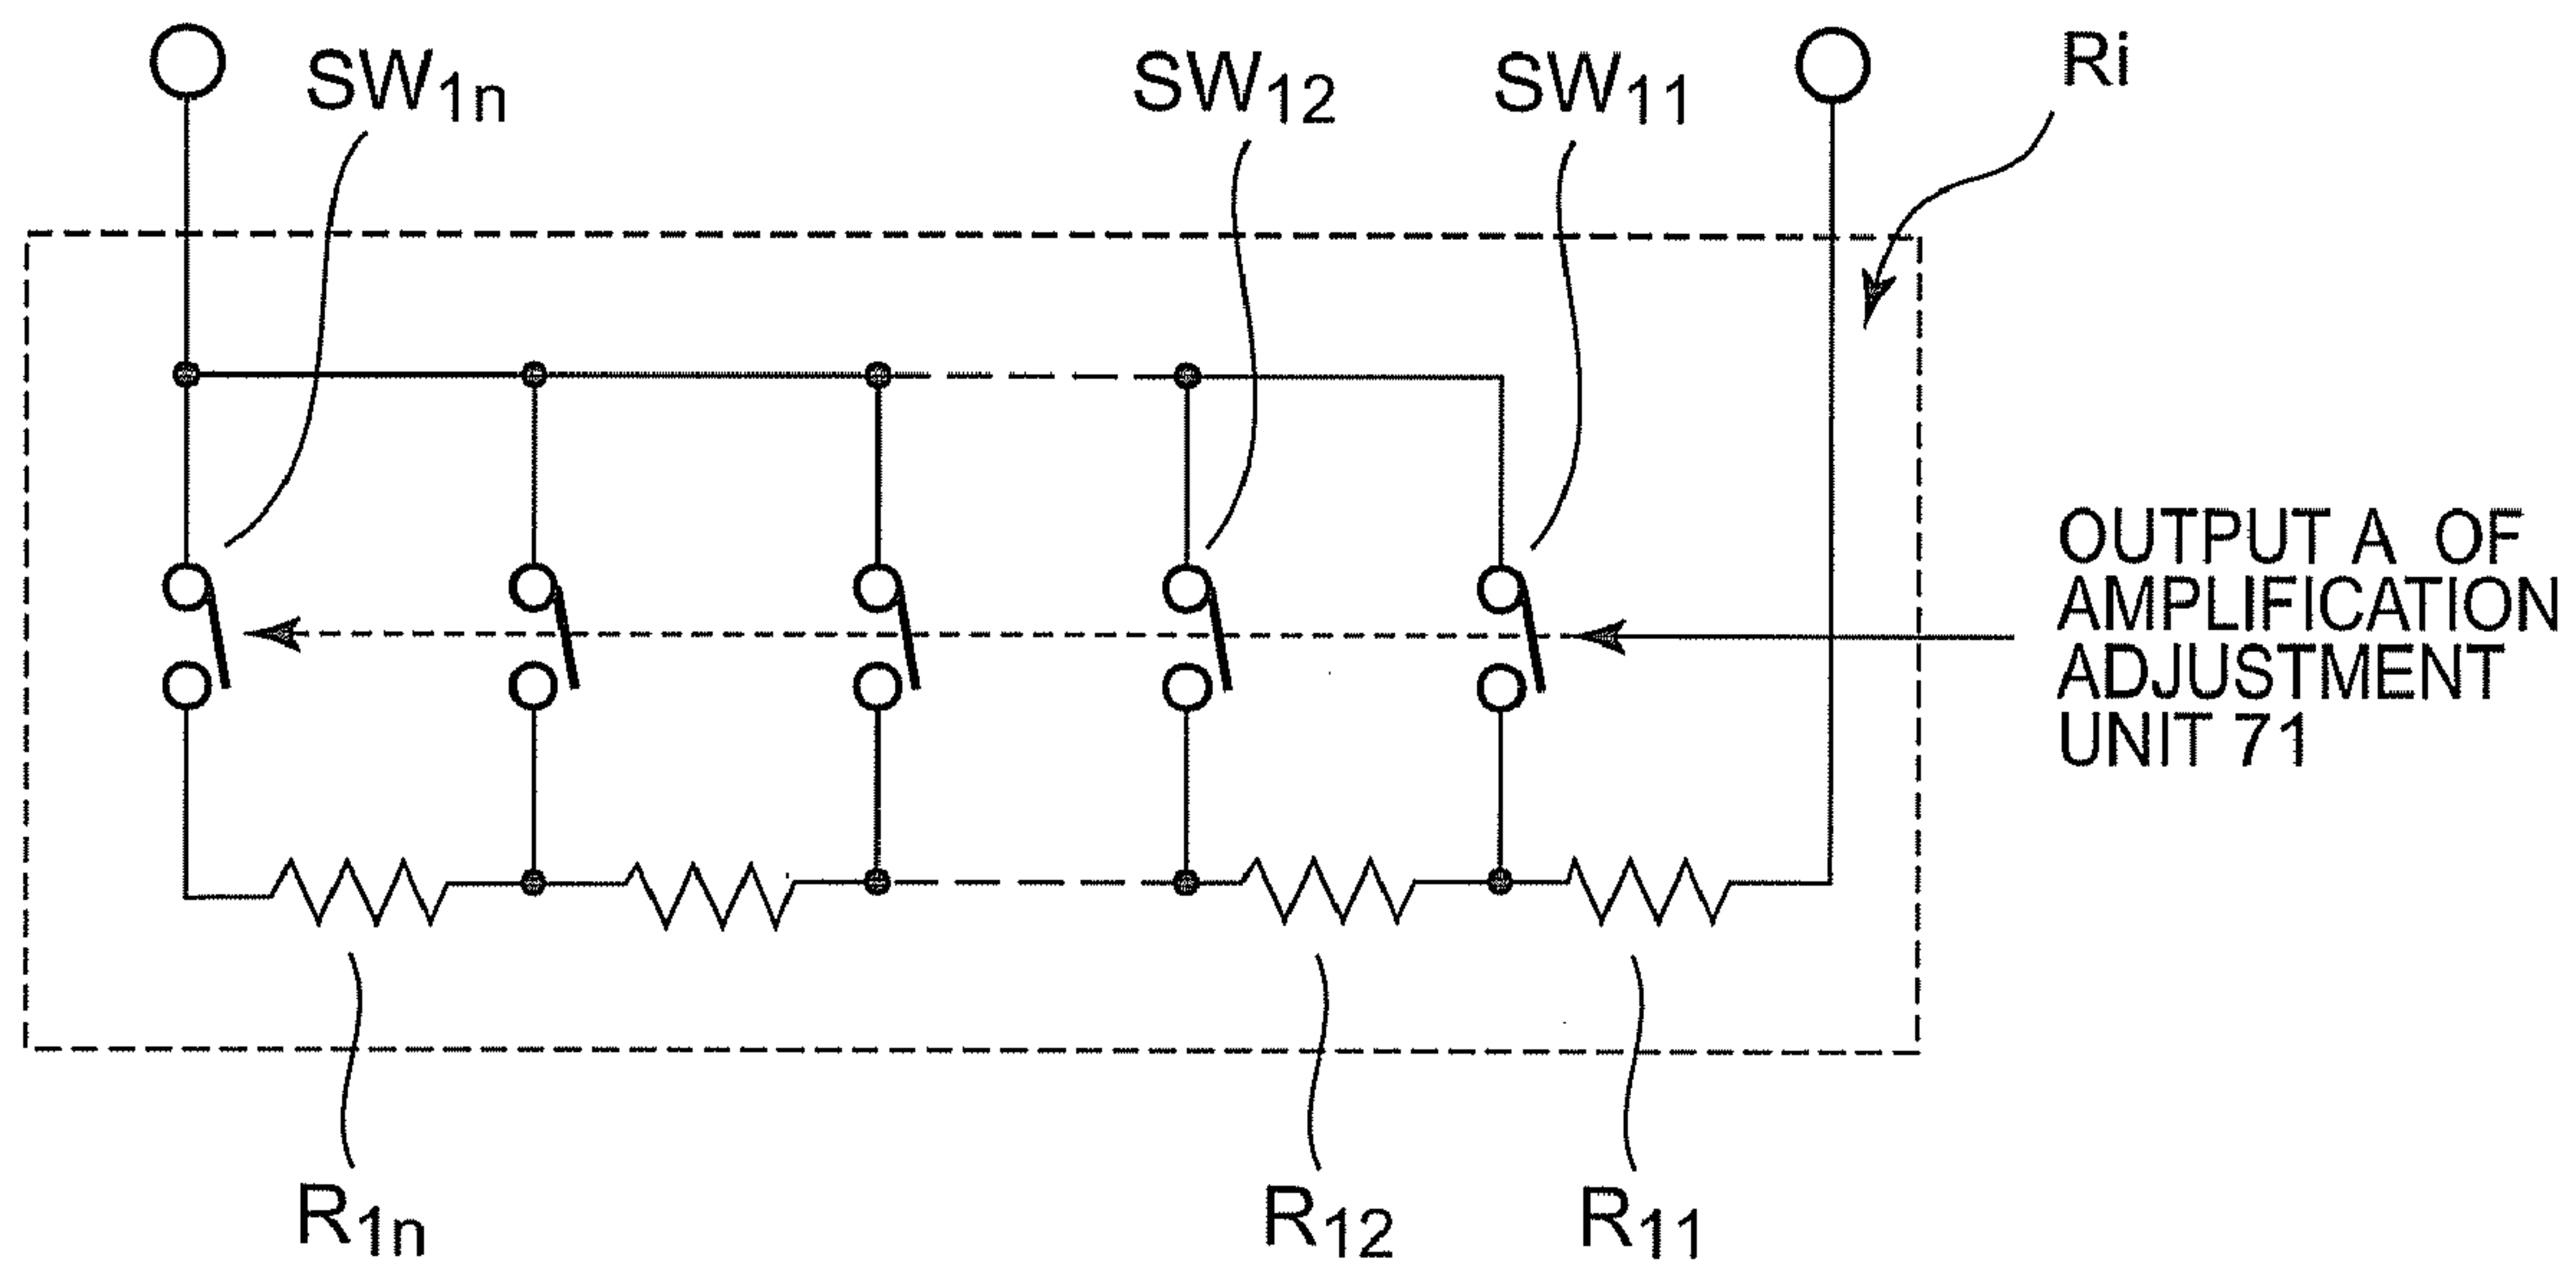 SW1n
SW12
SW11
Ri
OUTPUT A OF
AMPLIFICATION
ADJUSTMENT
UNIT 71
R1n
R12
R11